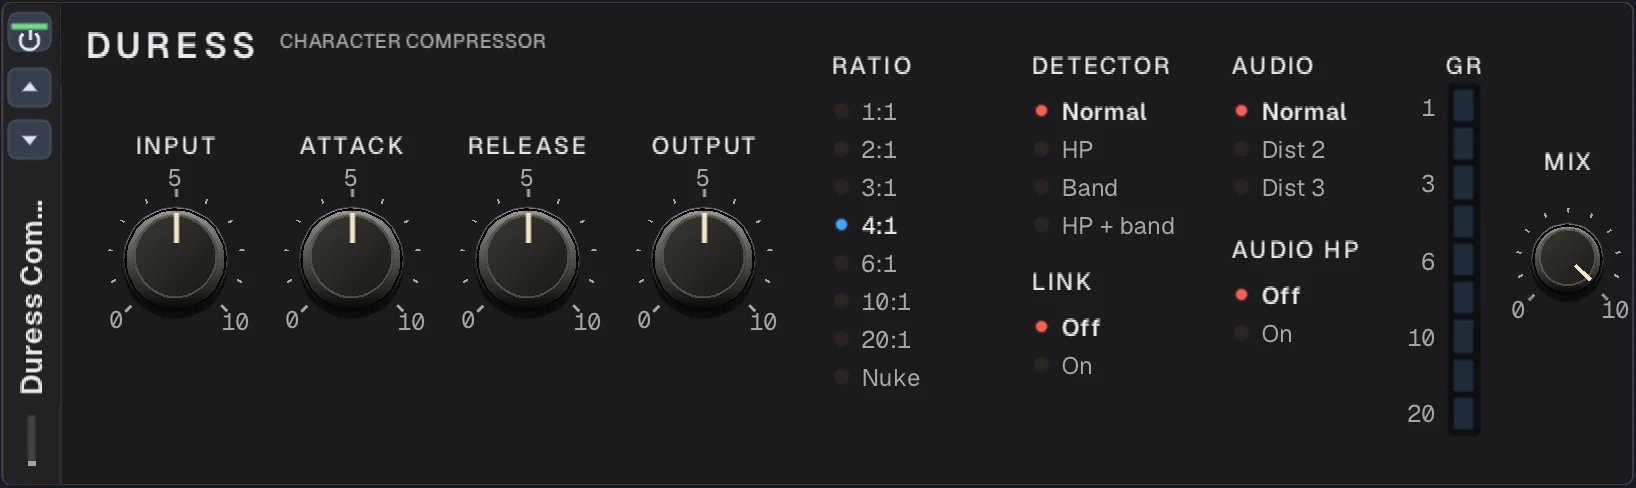 DURESS CHARACTER COMPRESSOR
Duress Com...
INPUT
5
0 10
ATTACK
5
0 10
RELEASE
5
0 10
OUTPUT
5
0 10
RATIO
1:1
2:1
3:1
4:1
6:1
10:1
20:1
Nuke
DETECTOR
Normal
HP
Band
HP + band
LINK
Off
On
AUDIO
Normal
Dist 2
Dist 3
AUDIO HP
Off
On
GR
1
3
6
10
20
MIX
0 10